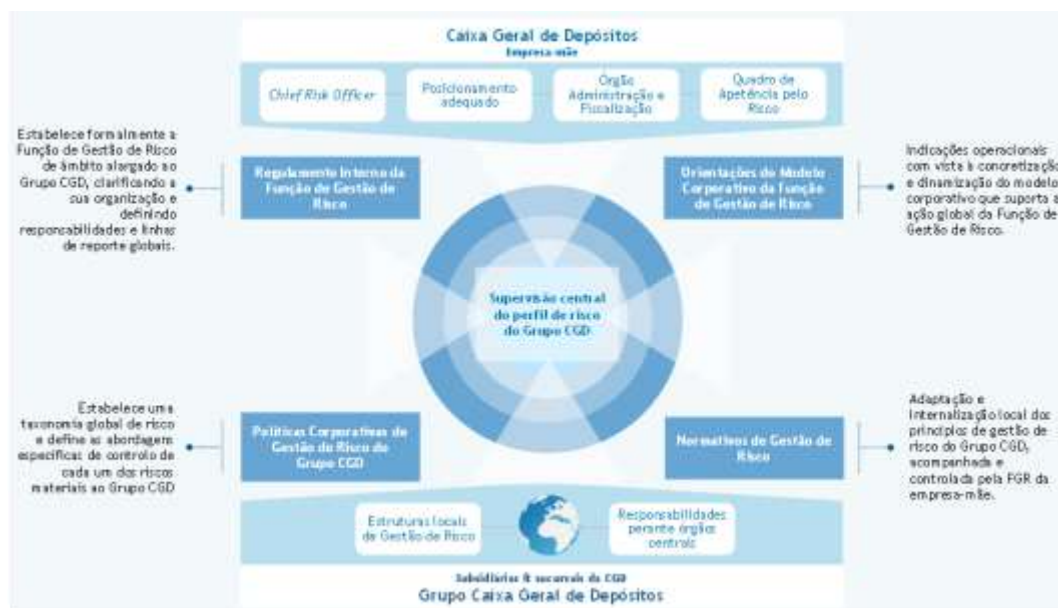 Caixa Geral de Depósitos
Empresa-mãe
Chief Risk Officer
Posicionamento
adequado
Órgão
Administração e
Fiscalização
Quadro de
Apetência pelo
Risco
Estabelece formalmente a
Função de Gestão de Risco
de âmbito alargado ao
Grupo CGD, clarificando a
sua organização e
definindo
responsabilidades e linhas
de reporte globais.
Regulamento Interno da
Função de Gestão de
Risco
Orientações do Modelo
Corporativo da Função
de Gestão de Risco
Indicações operacionais
com vista à concretização
e dinamização do modelo
corporativo que suporta a
ação global da Função de
Gestão de Risco.
Supervisão central
do perfil de risco
do Grupo CGD
Estabelece uma
taxonomia global de risco
e define as abordagens
específicas de controlo de
cada um dos riscos
materiais ao Grupo CGD
Políticas Corporativas de
Gestão do Risco do
Grupo CGD
Normativos de Gestão de
Risco
Adaptação e
internalização local dos
princípios de gestão de
risco do Grupo CGD,
acompanhada e
controlada pela FGR da
empresa-mãe.
Estruturas locais
de Gestão de Risco
Responsabilidades
perante órgãos
centrais
Subsidiárias & sucursais da CGD
Grupo Caixa Geral de Depósitos